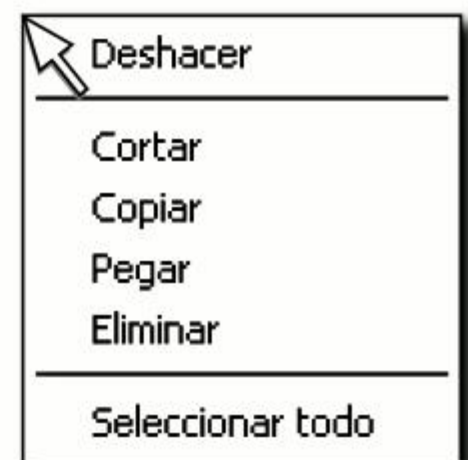 Deshacer
Cortar
Copiar
Pegar
Eliminar
Seleccionar todo